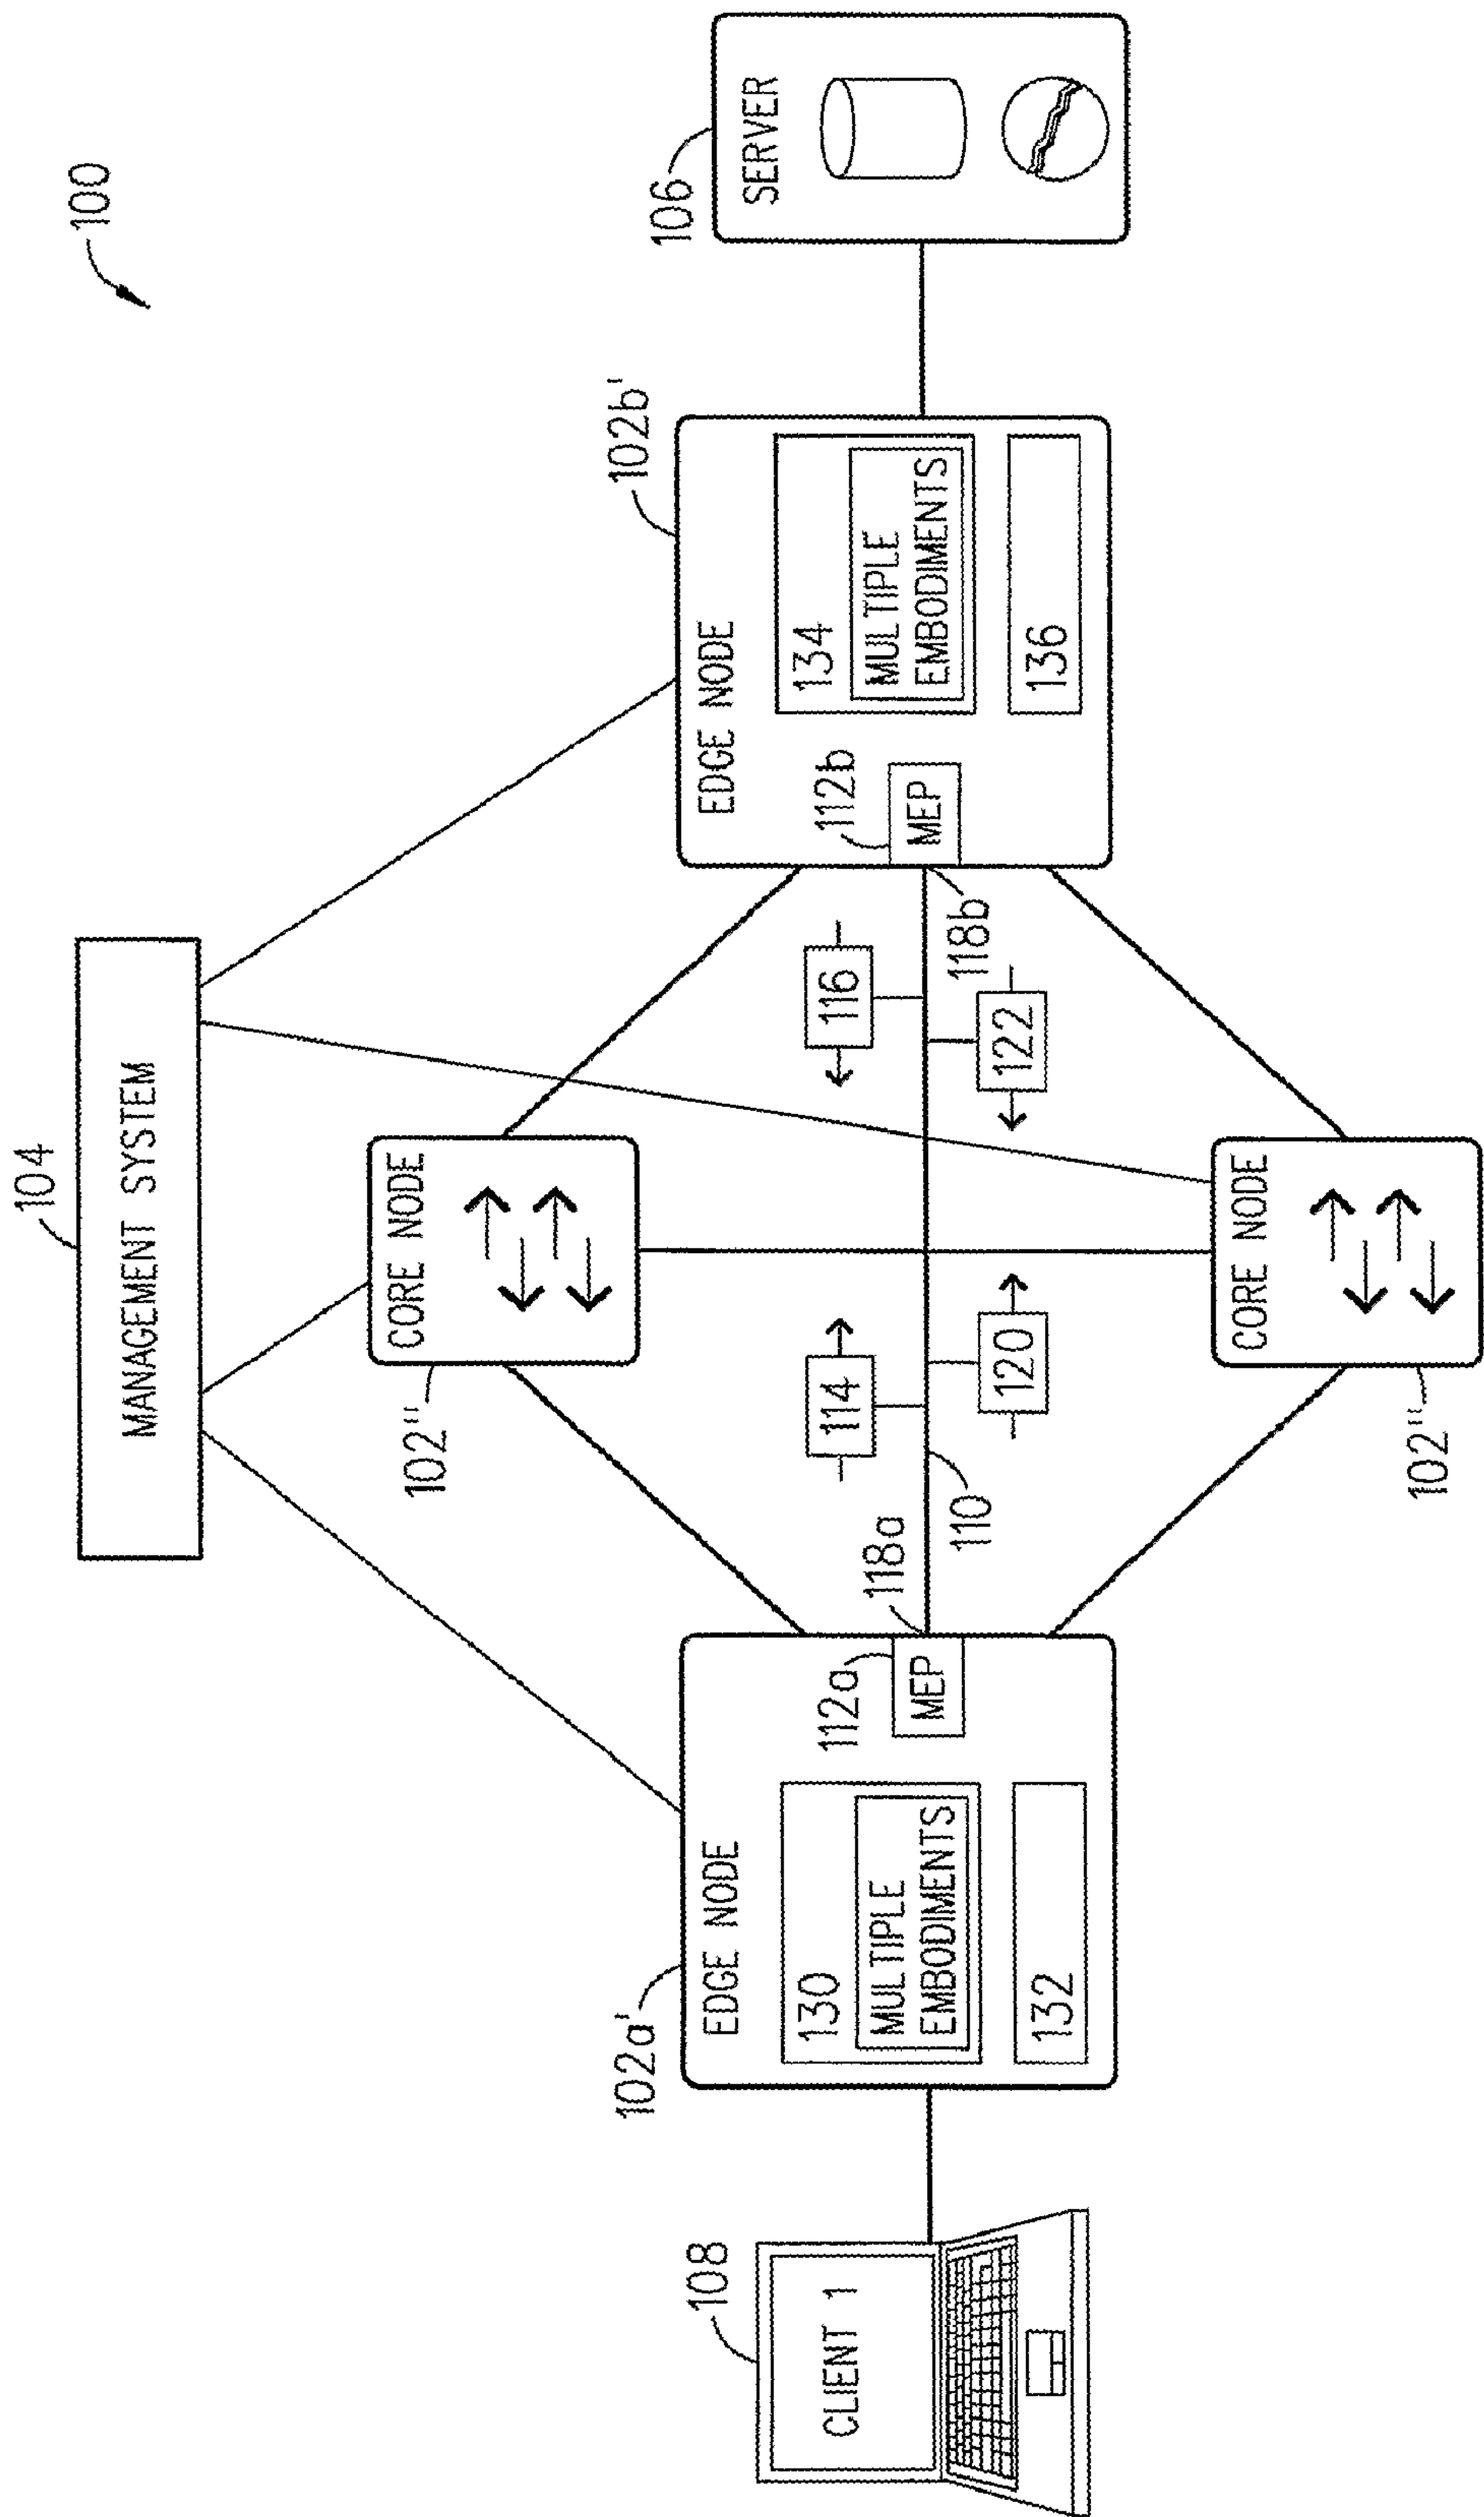 100
104
MANAGEMENT SYSTEM
102"
CORE NODE
108
CLIENT 1
102a'
EDGE NODE
130
MULTIPLE
EMBODIMENTS
132
112a
MEP
118a
110
114
120
116
122
118b
112b
MEP
102b'
EDGE NODE
134
MULTIPLE
EMBODIMENTS
136
106
SERVER
CORE NODE
102"